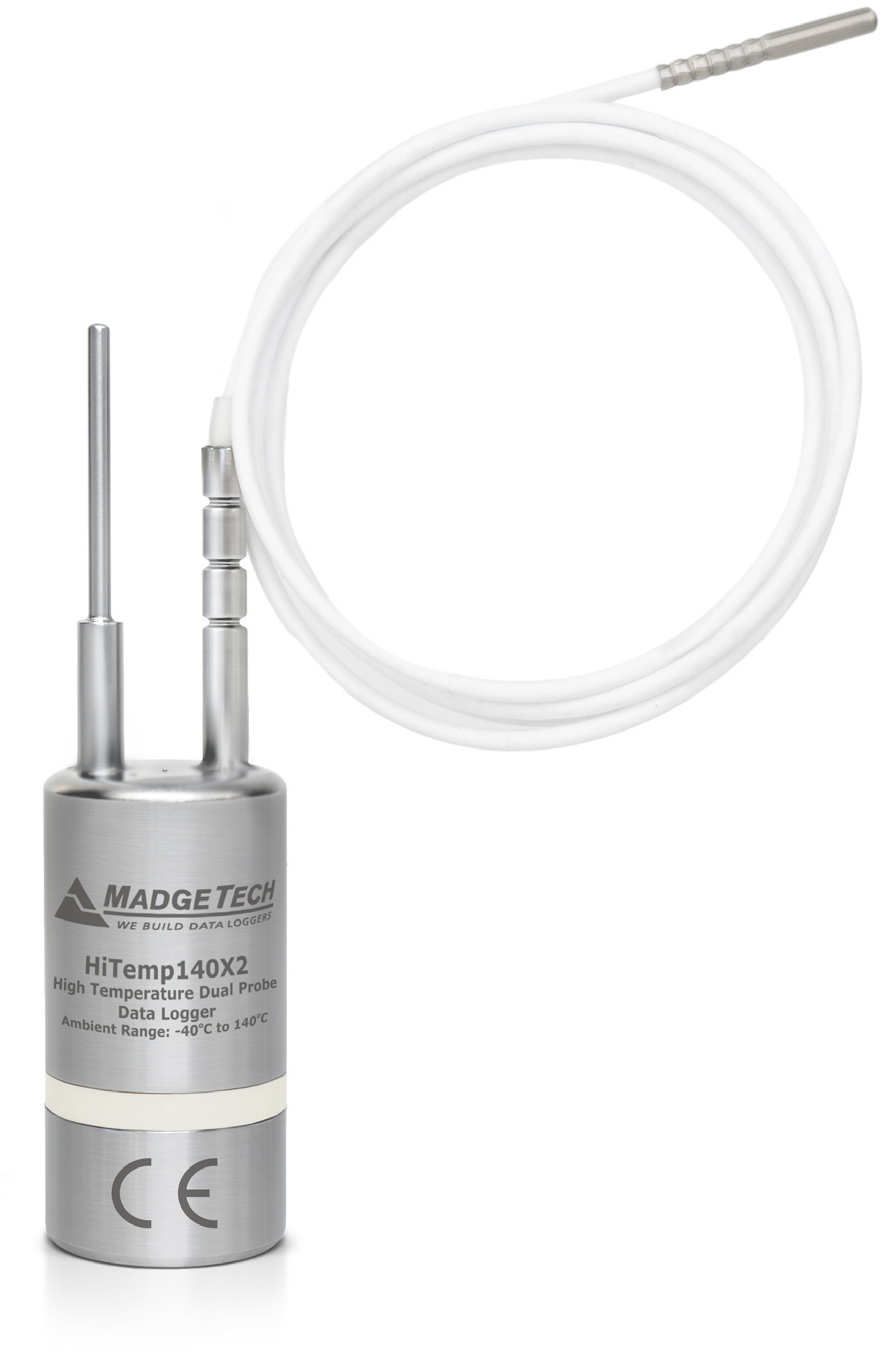 MADGETECH
WE BUILD DATA LOGGERS
HiTemp140X2
High Temperature Dual Probe
Data Logger
Ambient Range: -40°C to 140°C
CE